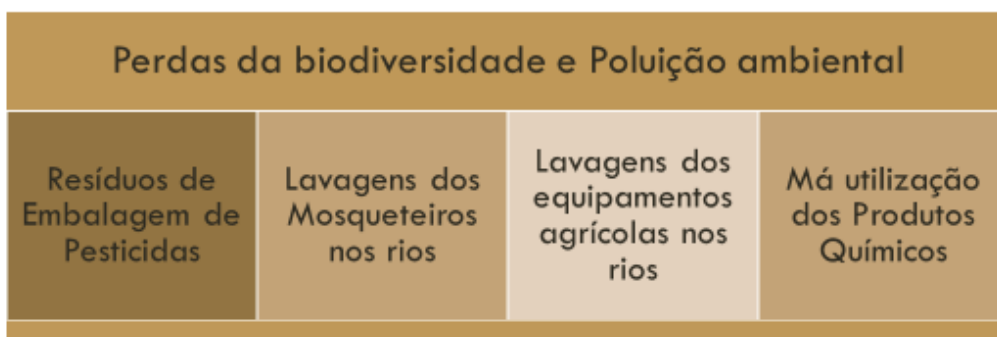 Perdas da biodiversidade e Poluição ambiental
Resíduos de
Embalagem de
Pesticidas
Lavagens dos
Mosqueteiros
nos rios
Lavagens dos
equipamentos
agrícolas nos
rios
Má utilização
dos Produtos
Químicos